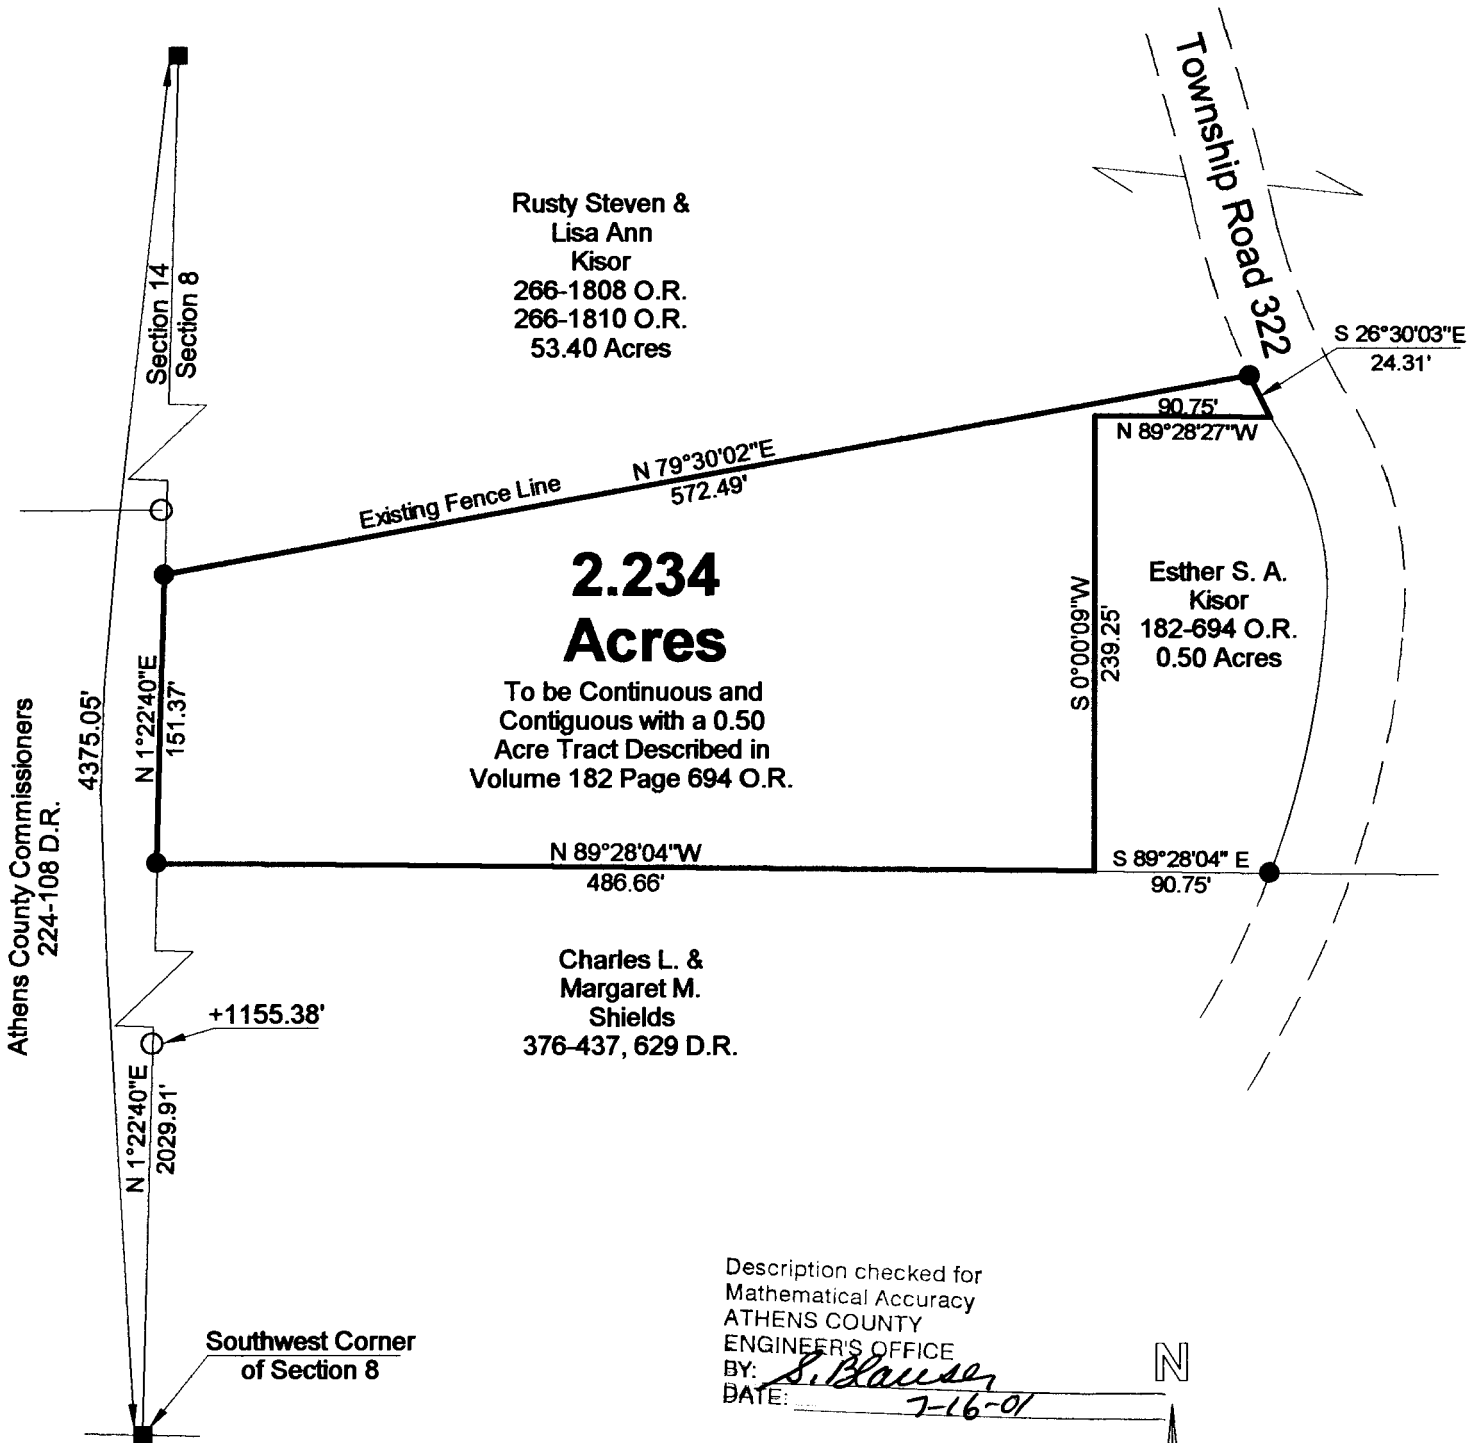 Township Road 322
Rusty Steven &
Lisa Ann
Kisor
266-1808 O.R.
266-1810 O.R.
53.40 Acres
Section 14
Section 8
S 26°30'03"E
24.31'
90.75'
N 89°28'27"W
N 79°30'02"E
572.49'
Existing Fence Line
2.234
Acres
To be Continuous and
Contiguous with a 0.50
Acre Tract Described in
Volume 182 Page 694 O.R.
Esther S. A.
Kisor
182-694 O.R.
0.50 Acres
S 0°00'09"W
239.25'
N 1°22'40"E
151.37'
4375.05'
Athens County Commissioners
224-108 D.R.
N 89°28'04"W
486.66'
S 89°28'04" E
90.75'
Charles L. &
Margaret M.
Shields
376-437, 629 D.R.
+1155.38'
N 1°22'40"E
2029.91'
Southwest Corner
of Section 8
Description checked for
Mathematical Accuracy
ATHENS COUNTY
ENGINEER'S OFFICE
BY: S. Blauser
DATE: 7-16-01
N